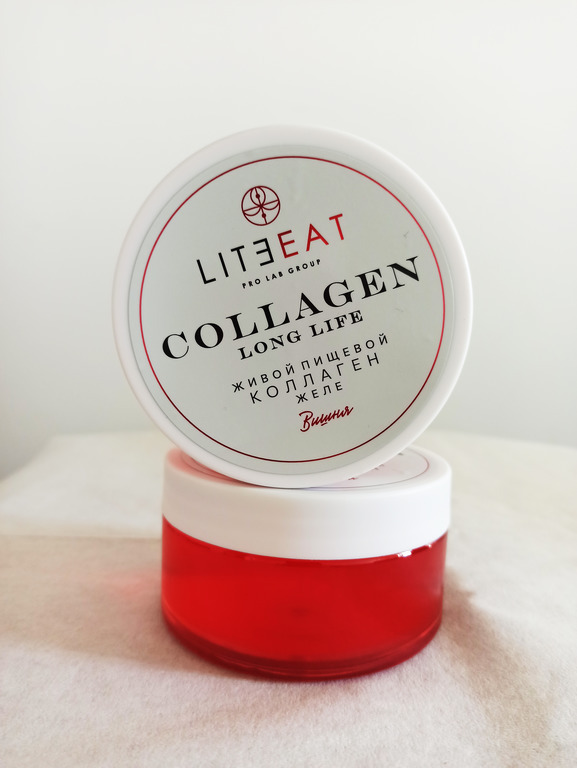 LITEEAT
PRO LAB GROUP
COLLAGEN
LONG LIFE
ЖИВОЙ ПИЩЕВОЙ
КОЛЛАГЕН
ЖЕЛЕ
Вишня